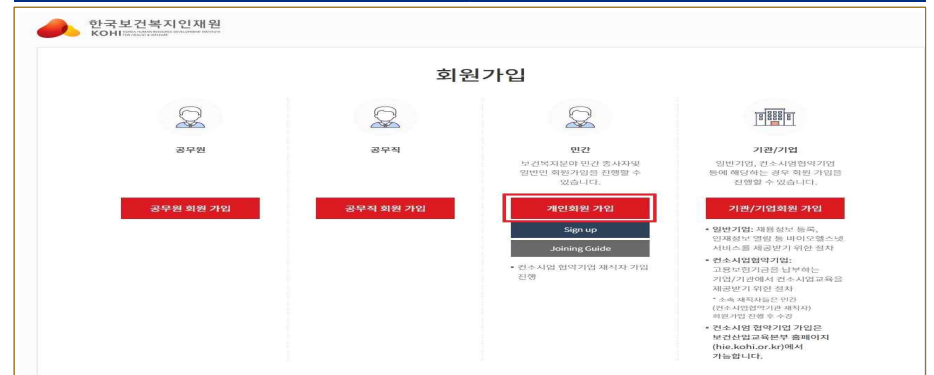 한국보건복지인재원
KOHI KOREA HUMAN RESOURCE DEVELOPMENT INSTITUTE
FOR HEALTH & WELFARE
회원가입
공무원
공무원 회원 가입
공무직
공무직 회원 가입
민간
보건복지분야 민간 종사자및
일반인 회원가입을 진행할 수
있습니다.
개인회원 가입
Sign up
Joining Guide
• 컨소시엄 협약기업 재직자 가입
진행
기관/기업
일반기업, 컨소시엄협약기업
등에 해당하는 경우 회원 가입을
진행할 수 있습니다.
기관/기업회원 가입
• 일반기업: 채용정보 등록,
인재정보 열람 등 바이오헬스넷
서비스를 제공받기 위한 절차
• 컨소시엄협약기업:
고용보험기금을 납부하는
기업/기관에서 컨소시엄교육을
제공받기 위한 절차
* 소속 재직자들은 민간
(컨소시엄협약기관 재직자)
회원가입 진행 후 수강
• 컨소시엄 협약기업 가입은
보건산업교육본부 홈페이지
(hie.kohi.or.kr)에서
가능합니다.